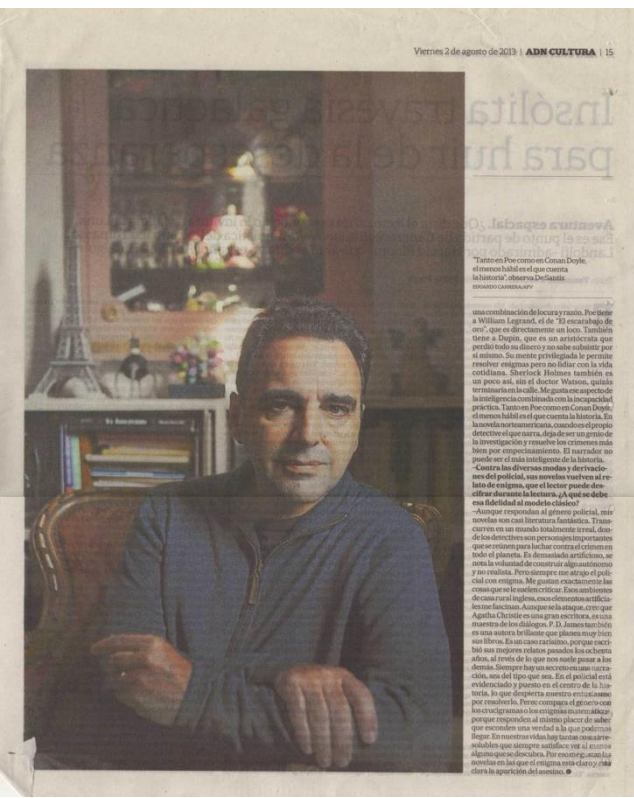 Viernes 2 de agosto de 2013 | ADN CULTURA | 15
Insólita travesía galáctica
para huir de la desesperanza
Aventura espacial.
"Tanto en Poe como en Conan Doyle,
el menos hábil es el que cuenta
la historia", observa De Santis
EDUARDO CARRERA/AFV
una combinación de locura y razón. Poe tiene
a William Legrand, el de "El escarabajo de
oro", que es directamente un loco. También
tiene a Dupin, que es un aristócrata que
perdió todo su dinero y no sabe subsistir por
sí mismo. Su mente privilegiada le permite
resolver enigmas pero no lidiar con la vida
cotidiana. Sherlock Holmes también es
un poco así, sin el doctor Watson, quizás
terminaría en la calle. Me gusta ese aspecto de
la inteligencia combinada con la incapacidad
práctica. Tanto en Poe como en Conan Doyle,
el menos hábil es el que cuenta la historia. En
la novela norteamericana, cuando es el propio
detective el que narra, deja de ser un genio de
la investigación y resuelve los crímenes más
bien por empecinamiento. El narrador no
puede ser el más inteligente de la historia.
–Contra las diversas modas y derivacio-
nes del policial, sus novelas vuelven al re-
lato de enigma, que el lector puede des-
cifrar durante la lectura. ¿A qué se debe
esa fidelidad al modelo clásico?
–Aunque respondan al género policial, mis
novelas son casi literatura fantástica. Trans-
curren en un mundo totalmente irreal, don-
de los detectives son personajes importantes
que se reúnen para luchar contra el crimen en
todo el planeta. Es demasiado artificioso, se
nota la voluntad de construir algo autónomo
y no realista. Pero siempre me atrajo el poli-
cial con enigma. Me gustan exactamente las
cosas que se le suelen criticar. Esos ambientes
de casa rural inglesa, esos elementos artificia-
les me fascinan. Aunque se la ataque, creo que
Agatha Christie es una gran escritora, es una
maestra de los diálogos. P. D. James también
es una autora brillante que planea muy bien
sus libros. Es un caso rarísimo, porque escri-
bió sus mejores relatos pasados los ochenta
años, al revés de lo que nos suele pasar a los
demás. Siempre hay un secreto en una narra-
ción, sea del tipo que sea. En el policial está
evidenciado y puesto en el centro de la his-
toria, lo que despierta nuestro entusiasmo
por resolverlo. Perec compara el género con
los crucigramas o los enigmas matemáticos
porque responden al mismo placer de saber
que esconden una verdad a la que podemos
llegar. En nuestras vidas hay tantas cosas irre-
solubles que siempre satisface ver al menos
alguna que se descubra. Por eso me gustan las
novelas en las que el enigma está claro y está
clara la aparición del asesino.